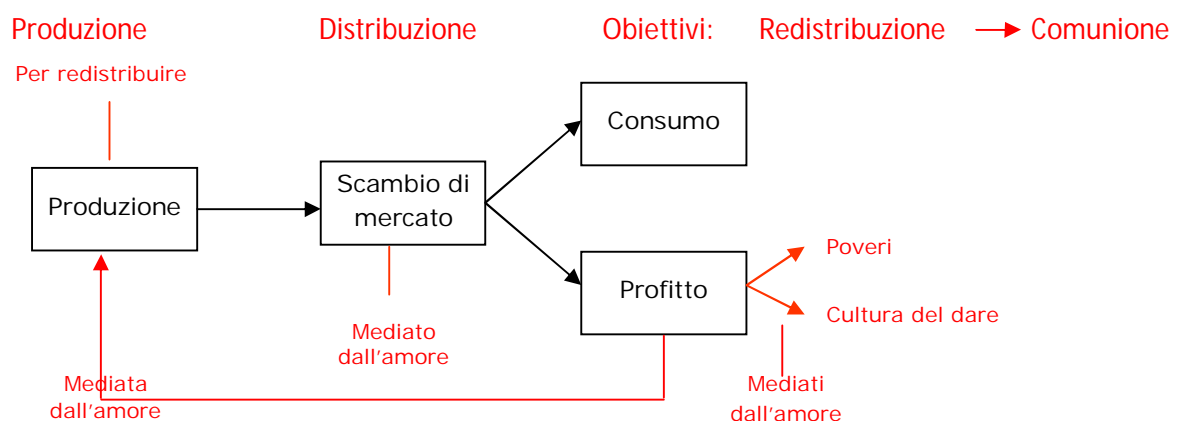 Produzione Distribuzione Obiettivi: Redistribuzione Comunione
Per redistribuire
Consumo
Produzione
Scambio di
mercato
Profitto
Poveri
Cultura del dare
Mediato
dall'amore
Mediata
dall'amore
Mediati
dall'amore